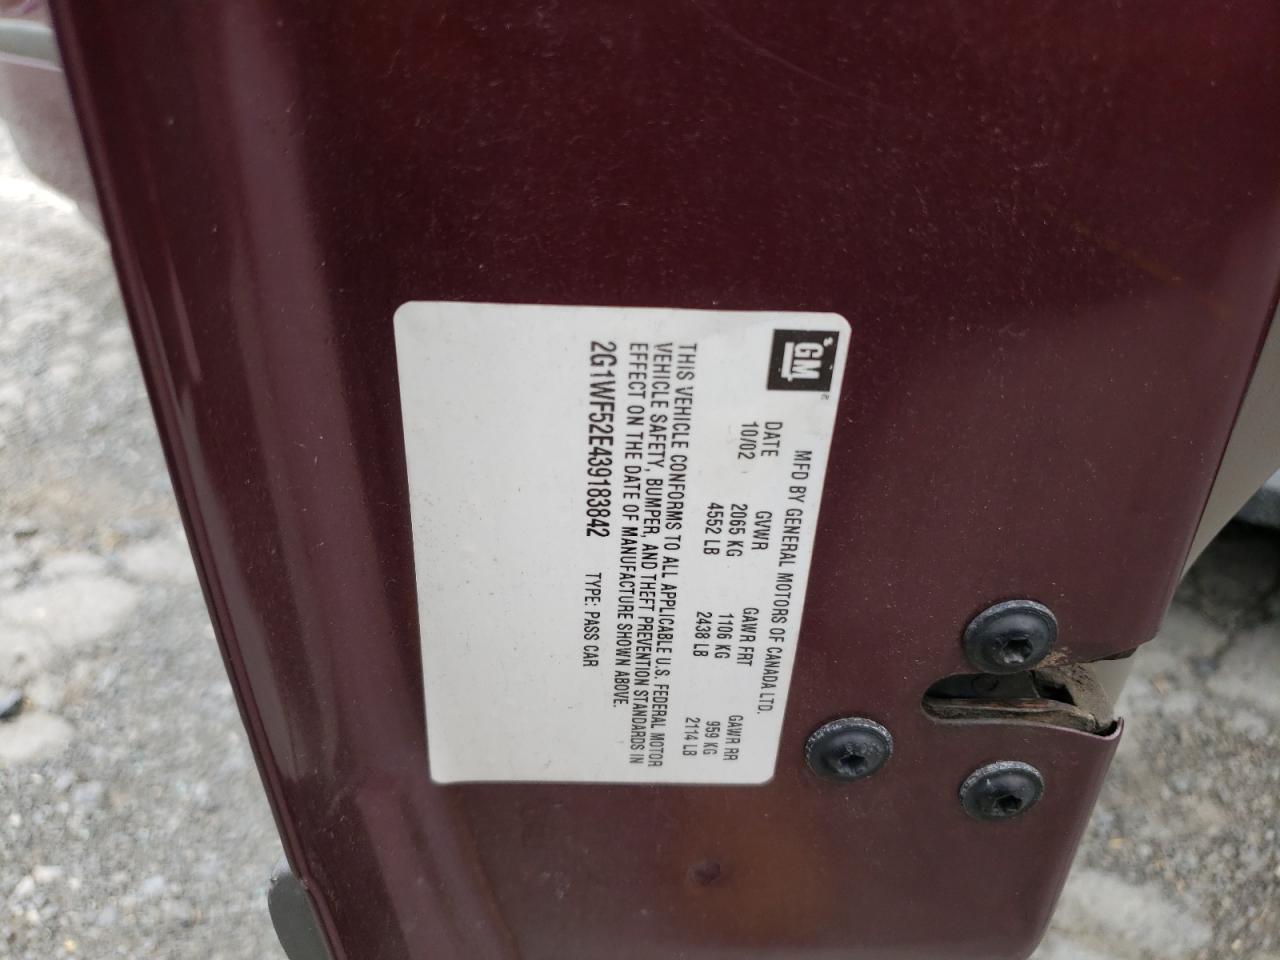 GM
MFD BY GENERAL MOTORS OF CANADA LTD.
DATE GVWR GAWR FRT GAWR RR
10/02 2065 KG 1106 KG 959 KG
4552 LB 2438 LB 2114 LB
THIS VEHICLE CONFORMS TO ALL APPLICABLE U.S. FEDERAL MOTOR
VEHICLE SAFETY, BUMPER, AND THEFT PREVENTION STANDARDS IN
EFFECT ON THE DATE OF MANUFACTURE SHOWN ABOVE.
2G1WF52E439183842 TYPE: PASS CAR